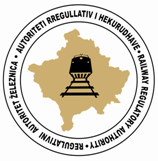 AUTORITETI RREGULLATIV I HEKURUDHAVE
RAILWAY REGULATORY AUTHORITY
REGULATIVNI AUTORITET ŽELEZNICA